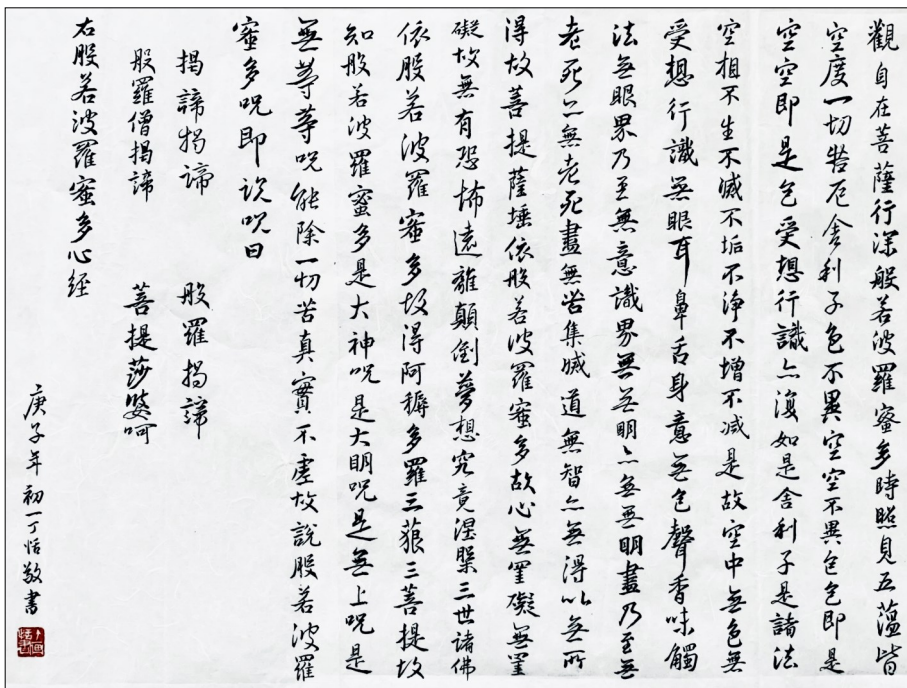 觀自在菩薩行深般若波羅蜜多時照見五蘊皆
空度一切苦厄舍利子色不異空空不異色色即是
空空即是色受想行識亦復如是舍利子是諸法
空相不生不滅不垢不淨不增不减是故空中無色無
受想行識無眼耳鼻舌身意無色聲香味觸
法無眼界乃至無意識界無無明亦無無明盡乃至無
老死亦無老死盡無苦集滅道無智亦無得以無所
得故菩提薩埵依般若波羅蜜多故心無罣礙無罣
礙故無有恐怖遠離顛倒夢想究竟涅槃三世諸佛
依般若波羅蜜多故得阿耨多羅三藐三菩提故
知般若波羅蜜多是大神呪是大明呪是無上呪是
無等等呪能除一切苦真實不虛故說般若波羅
蜜多呪即說呪曰
揭諦揭諦 般羅揭諦
般羅僧揭諦 菩提莎婆呵
右般若波羅蜜多心経
庚子年初一丁恬敬書